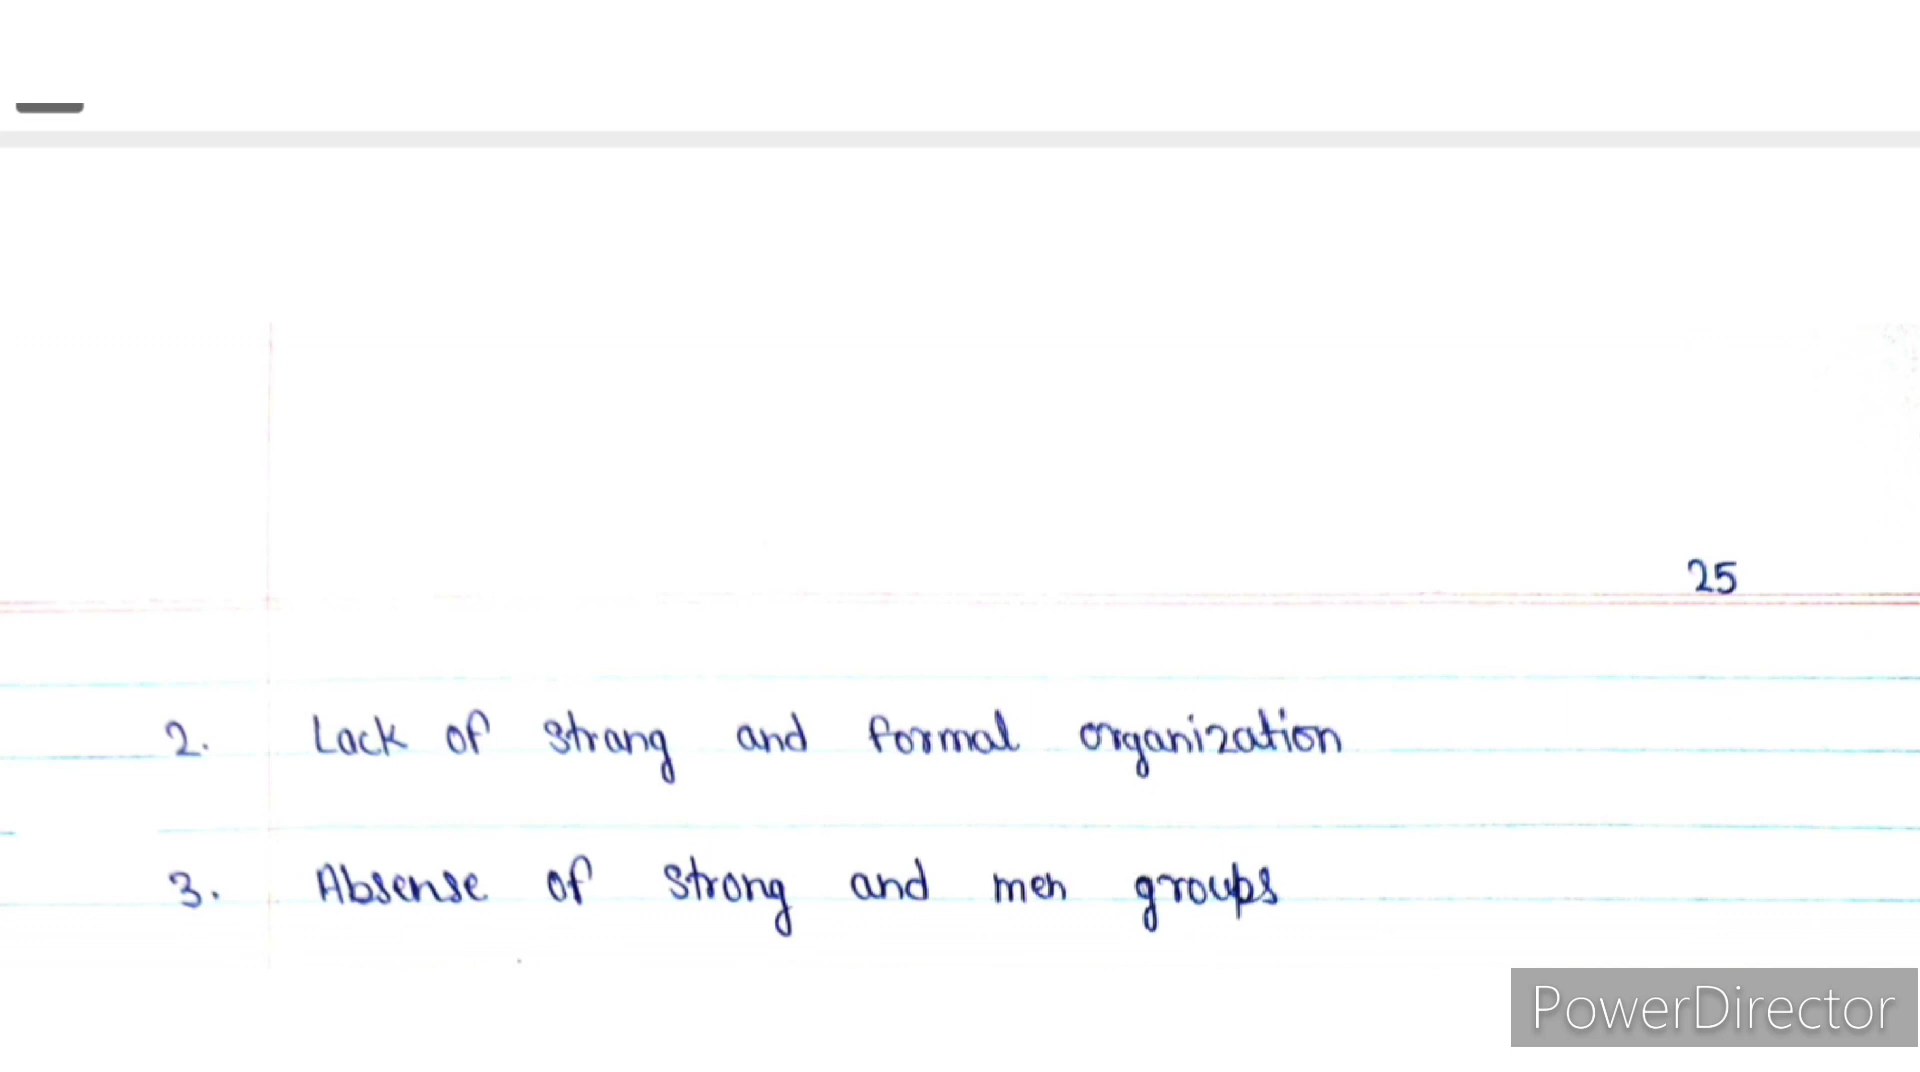 25
2. Lack of strang and formal organization
3. Absense of strong and men groups
PowerDirector